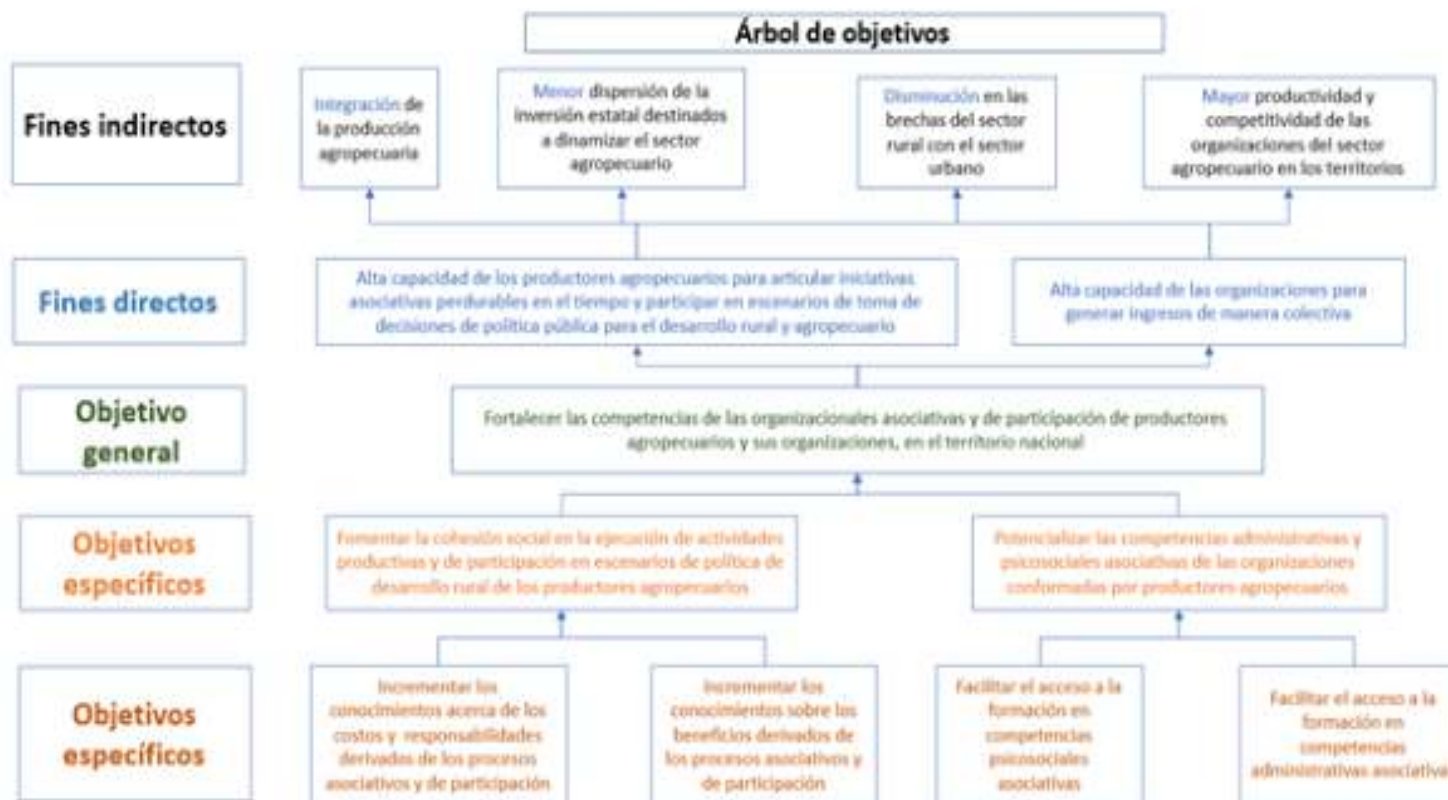 Árbol de objetivos
Fines indirectos
Integración de
la producción
agropecuaria
Menor dispersión de la
inversión estatal destinados
a dinamizar el sector
agropecuario
Disminución en las
brechas del sector
rural con el sector
urbano
Mayor productividad y
competitividad de las
organizaciones del sector
agropecuario en los territorios
Fines directos
Alta capacidad de los productores agropecuarios para articular iniciativas
asociativas perdurables en el tiempo y participar en escenarios de toma de
decisiones de política pública para el desarrollo rural y agropecuario
Alta capacidad de las organizaciones para
generar ingresos de manera colectiva
Objetivo
general
Fortalecer las competencias de las organizacionales asociativas y de participación de productores
agropecuarios y sus organizaciones, en el territorio nacional
Objetivos
específicos
Fomentar la cohesión social en la ejecución de actividades
productivas y de participación en escenarios de política de
desarrollo rural de los productores agropecuarios
Potencializar las competencias administrativas y
psicosociales asociativas de las organizaciones
conformadas por productores agropecuarios
Objetivos
específicos
Incrementar los
conocimientos acerca de los
costos y responsabilidades
derivados de los procesos
asociativos y de participación
Incrementar los
conocimientos sobre los
beneficios derivados de
los procesos asociativos y
de participación
Facilitar el acceso a la
formación en
competencias
psicosociales
asociativas
Facilitar el acceso a la
formación en
competencias
administrativas asociativa